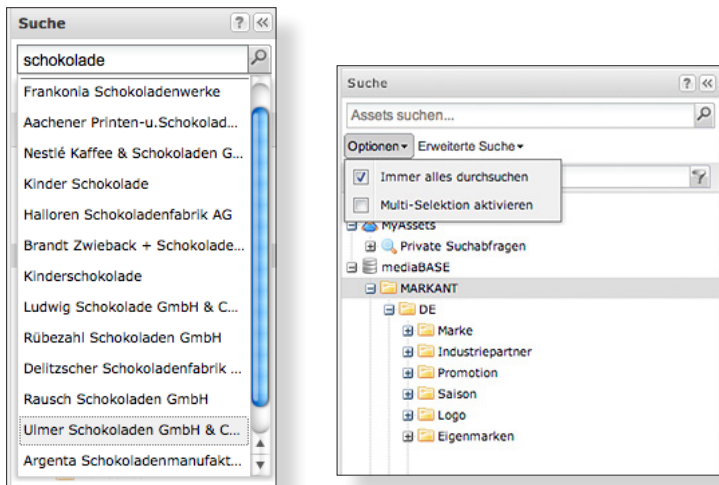 Suche
schokolade
Frankonia Schokoladenwerke
Aachener Printen-u.Schokolad...
Nestlé Kaffee & Schokoladen G...
Kinder Schokolade
Halloren Schokoladenfabrik AG
Brandt Zwieback + Schokolade...
Kinderschokolade
Ludwig Schokolade GmbH & C...
Rübezahl Schokoladen GmbH
Delitzscher Schokoladenfabrik ...
Rausch Schokoladen GmbH
Ulmer Schokoladen GmbH & C...
Argenta Schokoladenmanufakt...
Suche
Assets suchen...
Optionen Erweiterte Suche
Immer alles durchsuchen
Multi-Selektion aktivieren
MyAssets
Private Suchabfragen
mediaBASE
MARKANT
DE
Marke
Industriepartner
Promotion
Saison
Logo
Eigenmarken